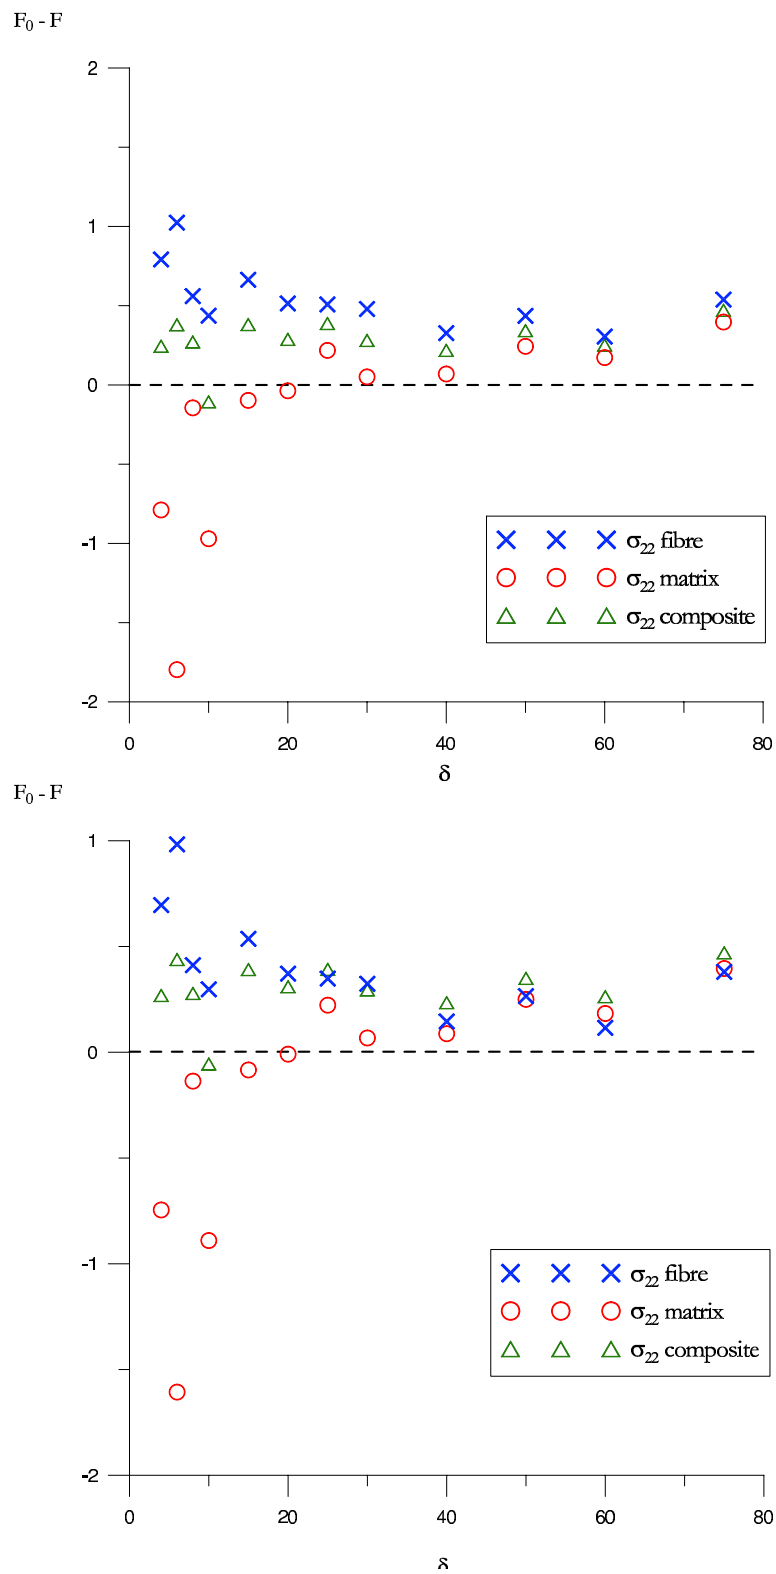 F₀ - F
2
1
0
-1
-2
σ₂₂ fibre
σ₂₂ matrix
σ₂₂ composite
0 20 40 60 80
δ
F₀ - F
1
0
-1
-2
σ₂₂ fibre
σ₂₂ matrix
σ₂₂ composite
0 20 40 60 80
δ